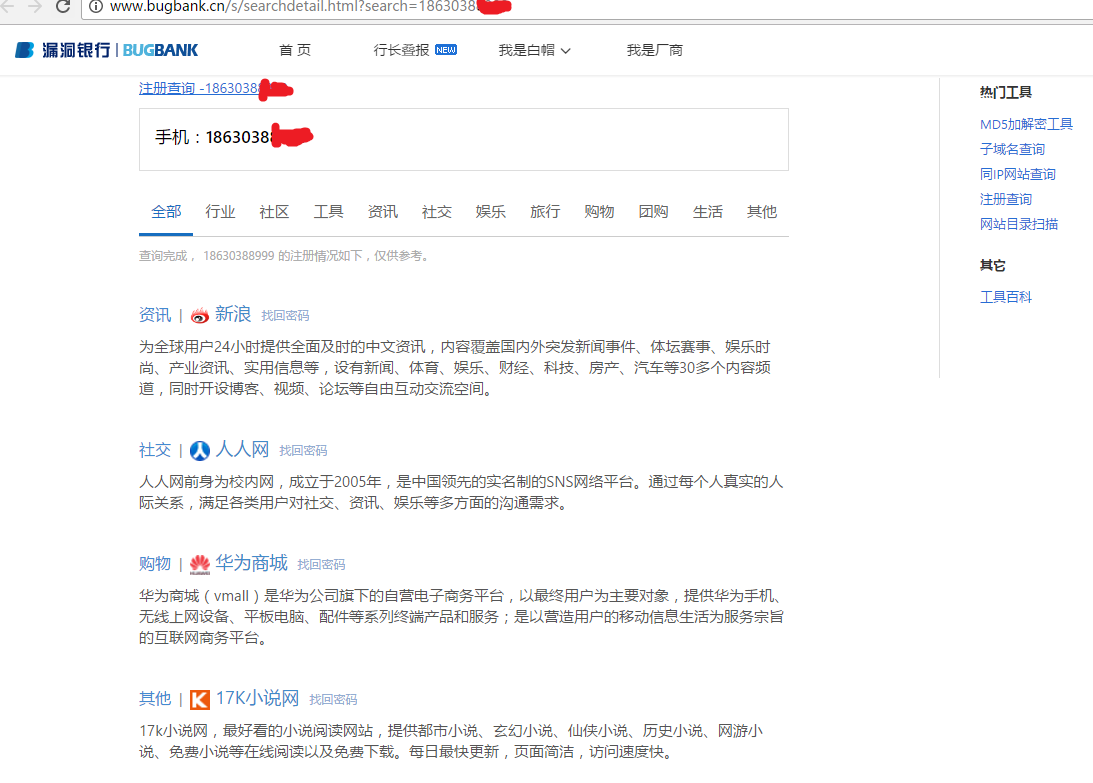 www.bugbank.cn/s/searchdetail.html?search=1863038
漏洞银行 | BUGBANK 首 页 行长叠报 NEW 我是白帽 我是厂商
注册查询 -1863038
手机：1863038
全部 行业 社区 工具 资讯 社交 娱乐 旅行 购物 团购 生活 其他
查询完成， 18630388999 的注册情况如下，仅供参考。
资讯 | 新浪 找回密码
为全球用户24小时提供全面及时的中文资讯，内容覆盖国内外突发新闻事件、体坛赛事、娱乐时
尚、产业资讯、实用信息等，设有新闻、体育、娱乐、财经、科技、房产、汽车等30多个内容频
道，同时开设博客、视频、论坛等自由互动交流空间。
社交 | 人人网 找回密码
人人网前身为校内网，成立于2005年，是中国领先的实名制的SNS网络平台。通过每个人真实的人
际关系，满足各类用户对社交、资讯、娱乐等多方面的沟通需求。
购物 | HUAWEI 华为商城 找回密码
华为商城（vmall）是华为公司旗下的自营电子商务平台，以最终用户为主要对象，提供华为手机、
无线上网设备、平板电脑、配件等系列终端产品和服务；是以营造用户的移动信息生活为服务宗旨
的互联网商务平台。
其他 | K 17K小说网 找回密码
17k小说网，最好看的小说阅读网站，提供都市小说、玄幻小说、仙侠小说、历史小说、网游小
说、免费小说等在线阅读以及免费下载。每日最快更新，页面简洁，访问速度快。
热门工具
MD5加解密工具
子域名查询
同IP网站查询
注册查询
网站目录扫描
其它
工具百科